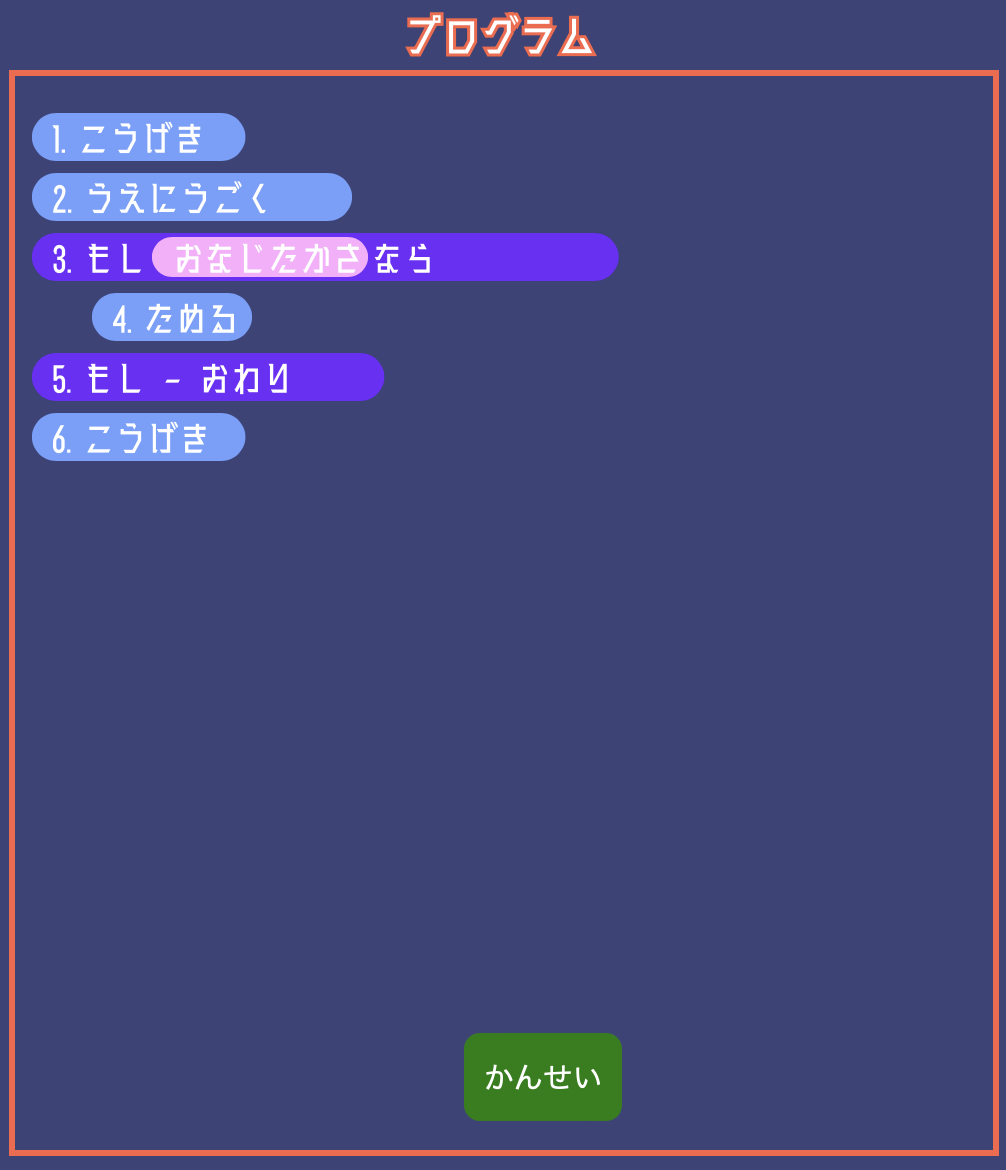 プログラム
1. こうげき
2. うえにうごく
3. もし おなじたかさ なら
4. ためる
5. もし - おわり
6. こうげき
かんせい